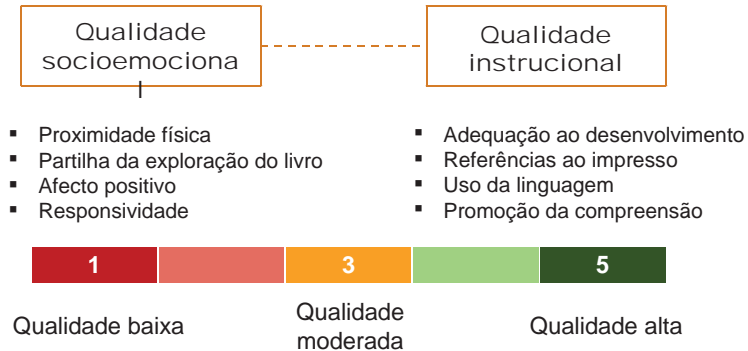 Qualidade
socioemociona
l
Qualidade
instrucional
▪ Proximidade física
▪ Partilha da exploração do livro
▪ Afecto positivo
▪ Responsividade
▪ Adequação ao desenvolvimento
▪ Referências ao impresso
▪ Uso da linguagem
▪ Promoção da compreensão
1
3
5
Qualidade baixa
Qualidade
moderada
Qualidade alta